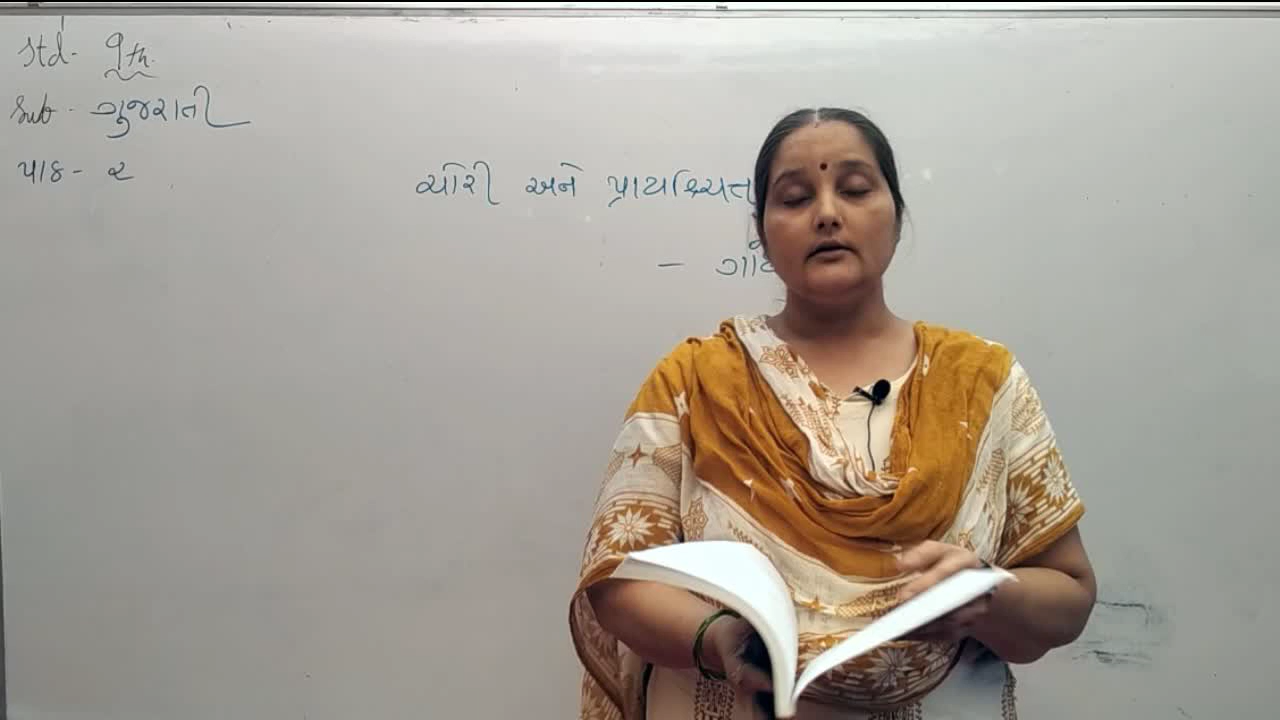 Std - 9th.
Sub - ગુજરાતી
પાઠ - ૨
ચોરી અને પ્રાયશ્ચિત્ત
-